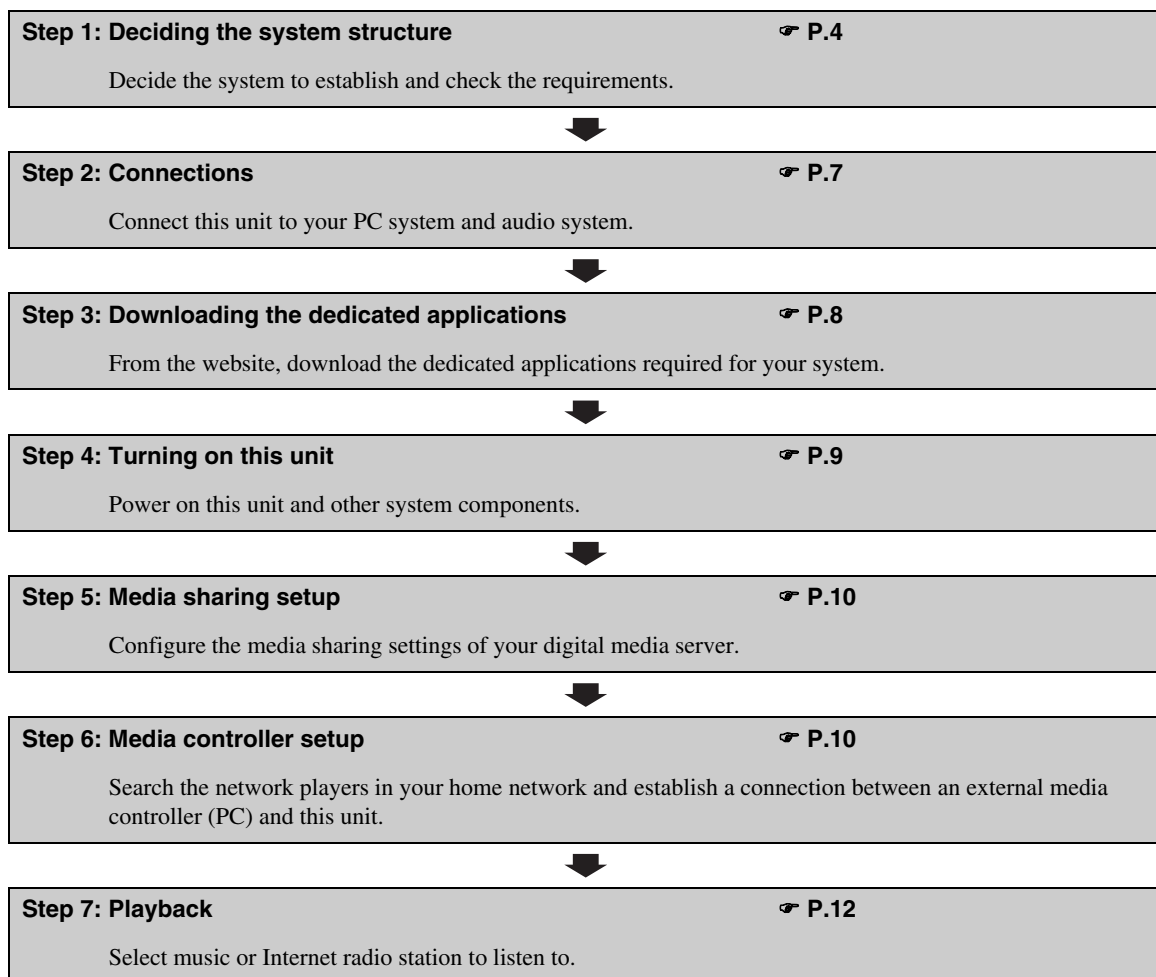 Step 1: Deciding the system structure ☞ P.4
Decide the system to establish and check the requirements.
Step 2: Connections ☞ P.7
Connect this unit to your PC system and audio system.
Step 3: Downloading the dedicated applications ☞ P.8
From the website, download the dedicated applications required for your system.
Step 4: Turning on this unit ☞ P.9
Power on this unit and other system components.
Step 5: Media sharing setup ☞ P.10
Configure the media sharing settings of your digital media server.
Step 6: Media controller setup ☞ P.10
Search the network players in your home network and establish a connection between an external media
controller (PC) and this unit.
Step 7: Playback ☞ P.12
Select music or Internet radio station to listen to.